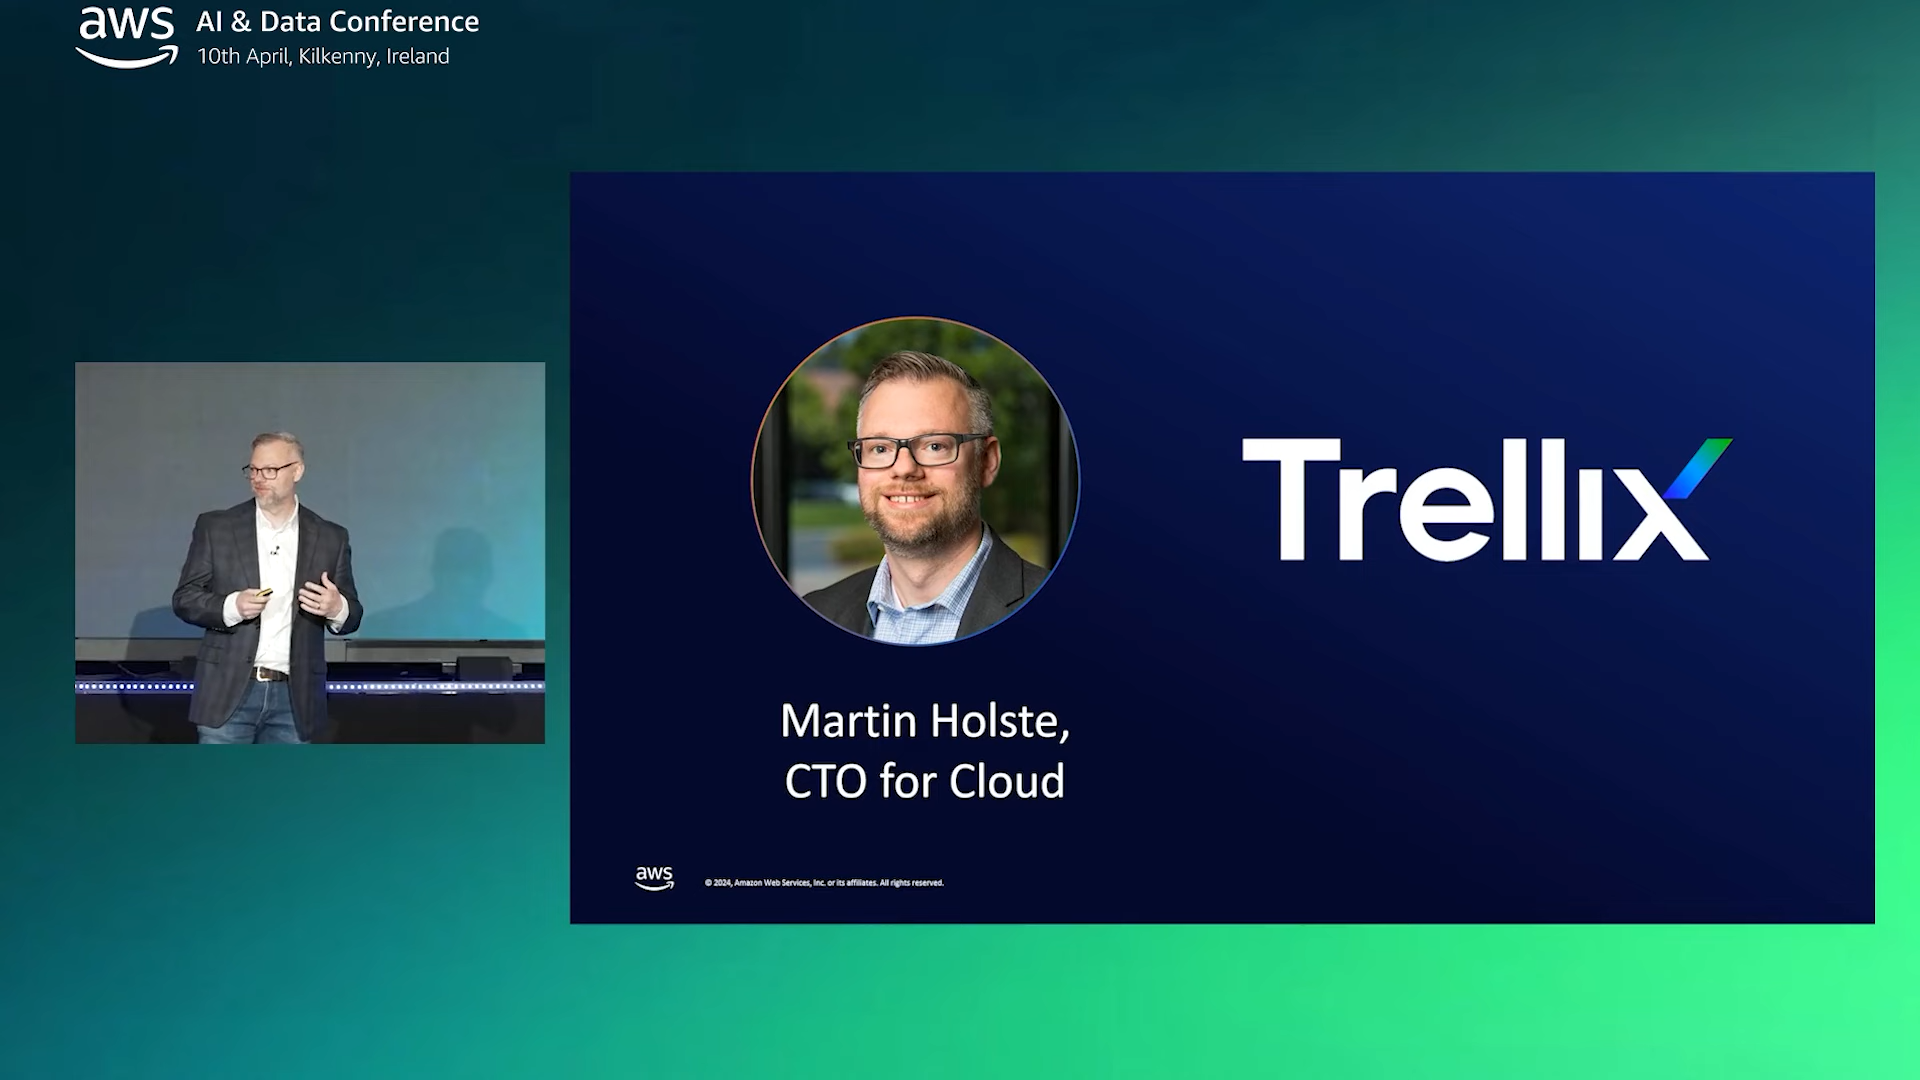 aws
AI & Data Conference
10th April, Kilkenny, Ireland
Trellix
Martin Holste,
CTO for Cloud
aws
© 2024, Amazon Web Services, Inc. or its affiliates. All rights reserved.